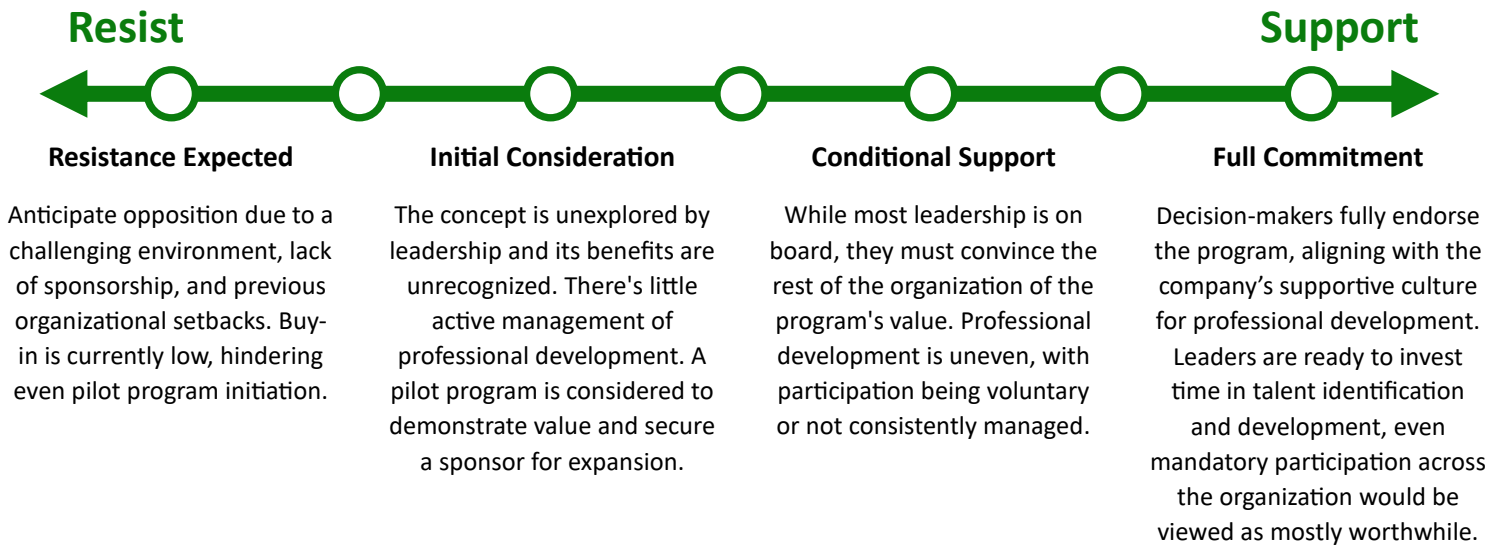 Resist
Support
Resistance Expected
Anticipate opposition due to a
challenging environment, lack
of sponsorship, and previous
organizational setbacks. Buy-
in is currently low, hindering
even pilot program initiation.
Initial Consideration
The concept is unexplored by
leadership and its benefits are
unrecognized. There's little
active management of
professional development. A
pilot program is considered to
demonstrate value and secure
a sponsor for expansion.
Conditional Support
While most leadership is on
board, they must convince the
rest of the organization of the
program's value. Professional
development is uneven, with
participation being voluntary
or not consistently managed.
Full Commitment
Decision-makers fully endorse
the program, aligning with the
company’s supportive culture
for professional development.
Leaders are ready to invest
time in talent identification
and development, even
mandatory participation across
the organization would be
viewed as mostly worthwhile.